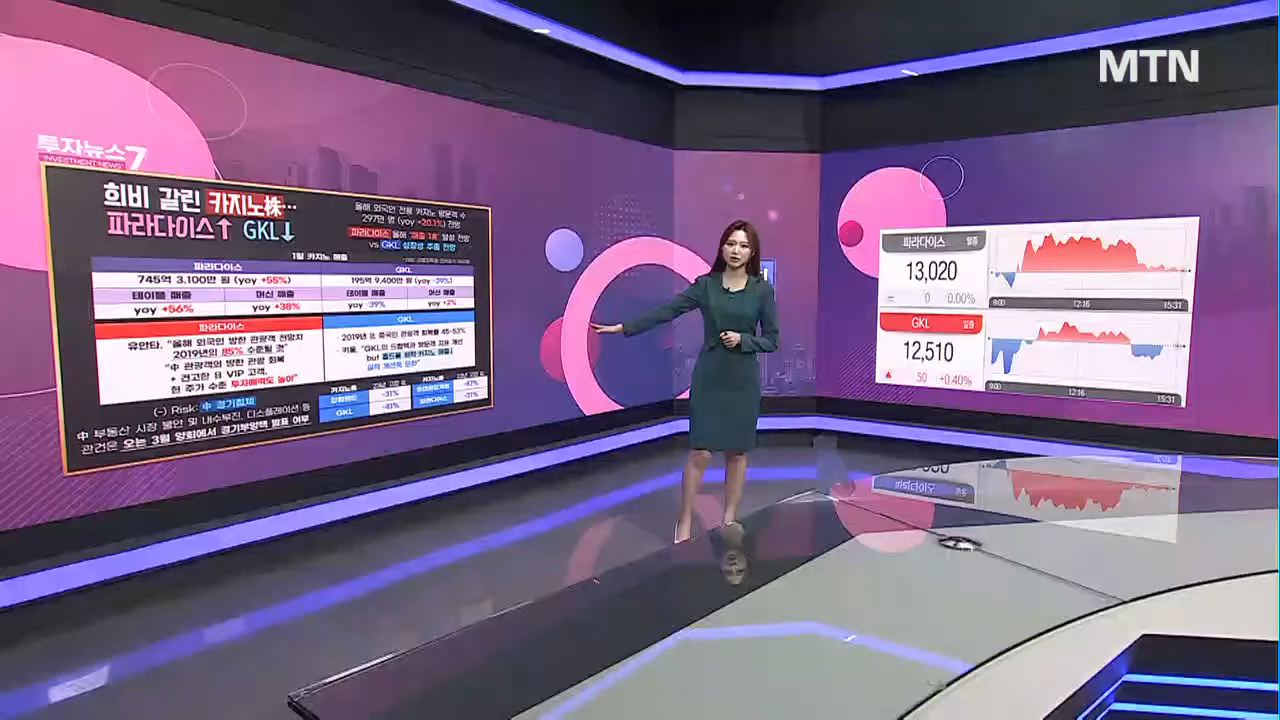 MTN
투자뉴스 7
INVESTMENT NEWS
희비 갈린 카지노株…
파라다이스↑ GKL↓
올해 외국인 전용 카지노 방문객 수
297만 명 (yoy +20.1%) 전망
파라다이스 올해 "매출 1조" 달성 전망
vs GKL 성장성 주춤 전망
1월 카지노 매출
파라다이스 GKL
745억 3,100만 원 (yoy +55%) 195억 9,400만 원 (yoy -39%)
테이블 매출 머신 매출 테이블 매출 머신 매출
yoy +56% yoy +38% yoy -39% yoy +2%
파라다이스
유안타, "올해 외국인 방한 관광객 전망치
2019년의 85% 수준될 것"
"中 관광객의 방한 관광 회복
+ 견고한 日 VIP 고객,
현 주가 수준 투자매력도 높아"
GKL
· 2019년 比 중국인 관광객 회복률 45~53%
· 키움, "GKL의 드랍액과 방문객 지표 개선
but 홀드율 회복 카지노 매출↓
카지노株
-31%
GKL -41%
카지노株
-47%
파라다이스 -31%
(-) Risk: 中 경기침체
中 부동산 시장 불안 및 내수부진, 디스플레이션 등
관건은 오는 3월 양회에서 경기부양책 발표 여부
파라다이스 일중
13,020
= 0 0.00%
9:00 12:16 15:31
GKL 일중
12,510
▲ 50 +0.40%
9:00 12:16 15:31